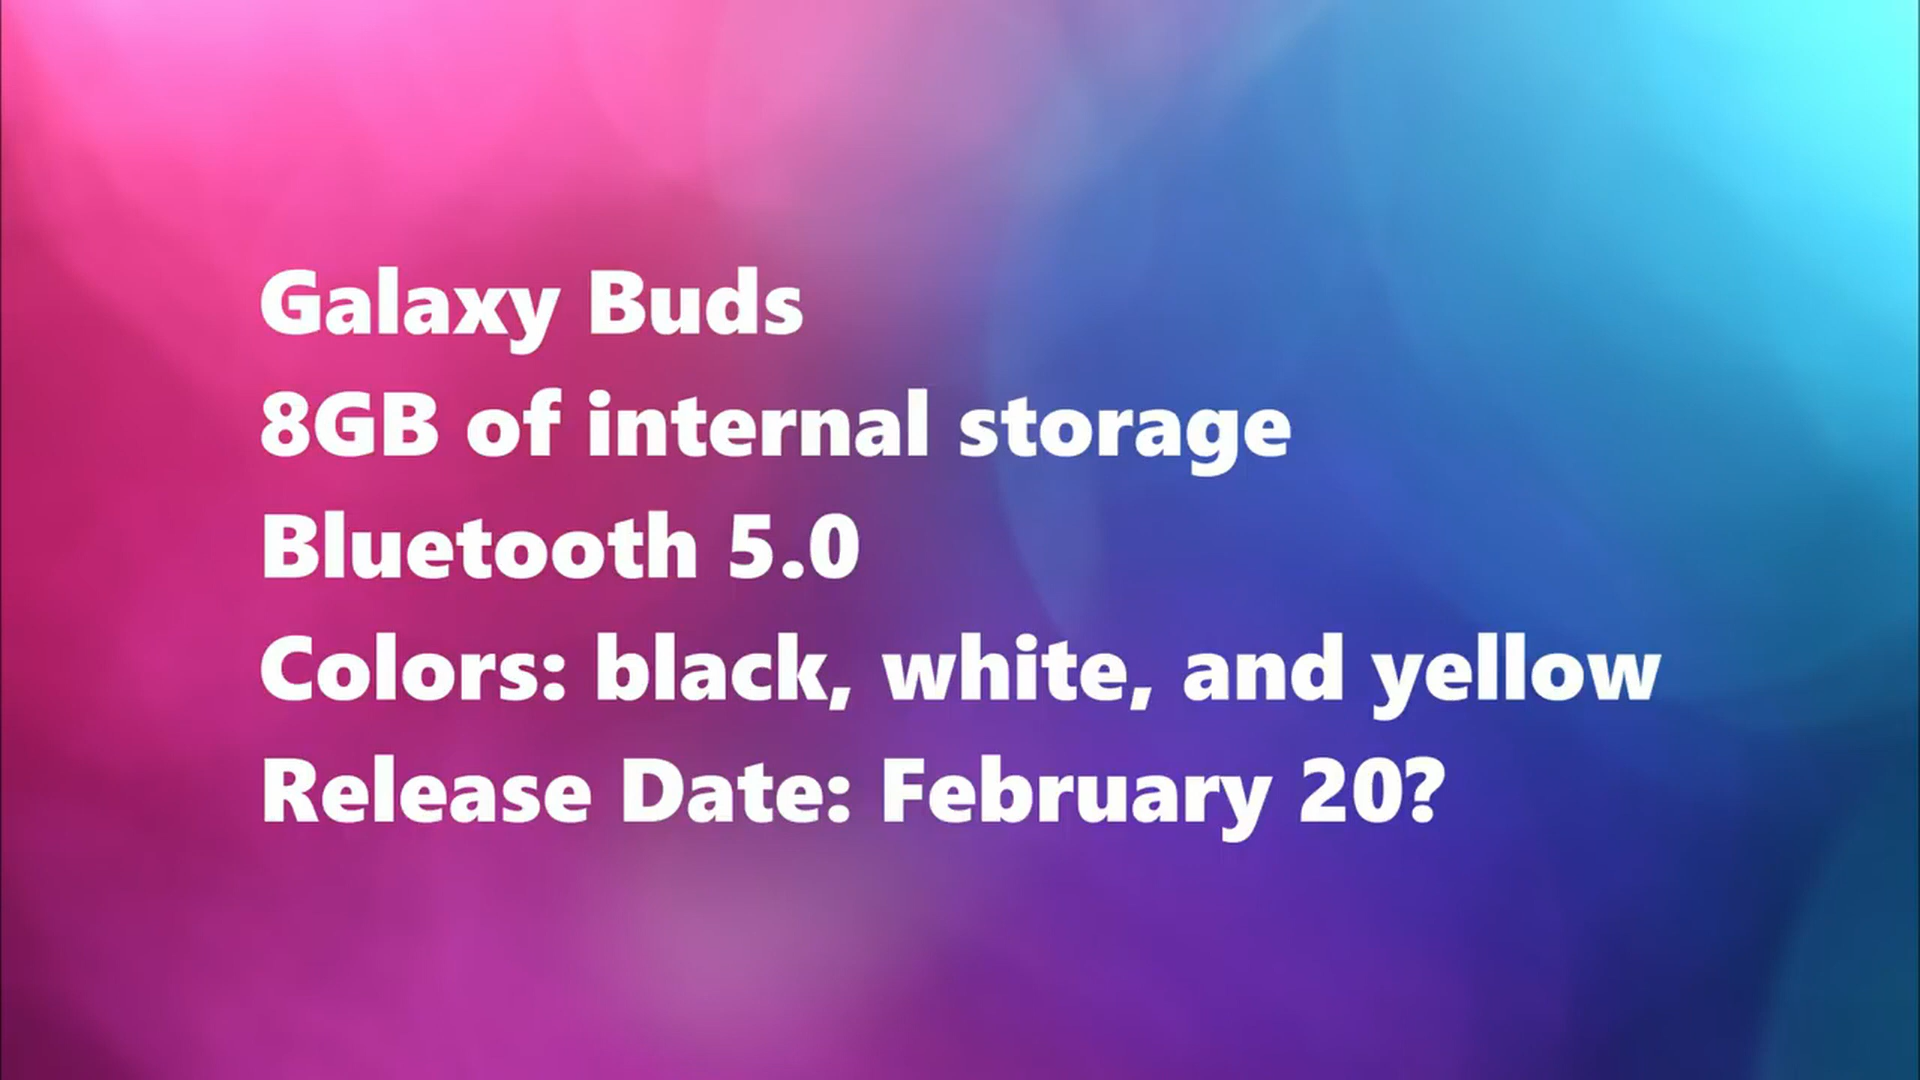 Galaxy Buds
8GB of internal storage
Bluetooth 5.0
Colors: black, white, and yellow
Release Date: February 20?